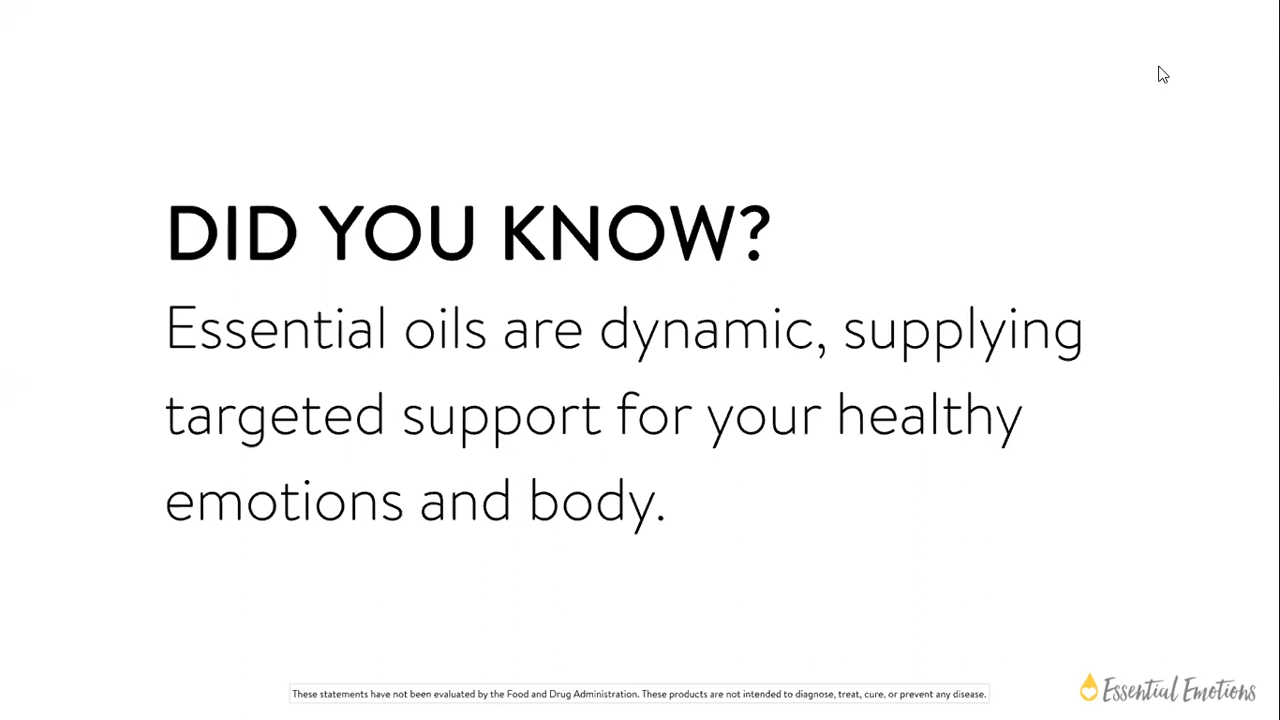 DID YOU KNOW?
Essential oils are dynamic, supplying
targeted support for your healthy
emotions and body.
These statements have not been evaluated by the Food and Drug Administration. These products are not intended to diagnose, treat, cure, or prevent any disease.
Essential Emotions